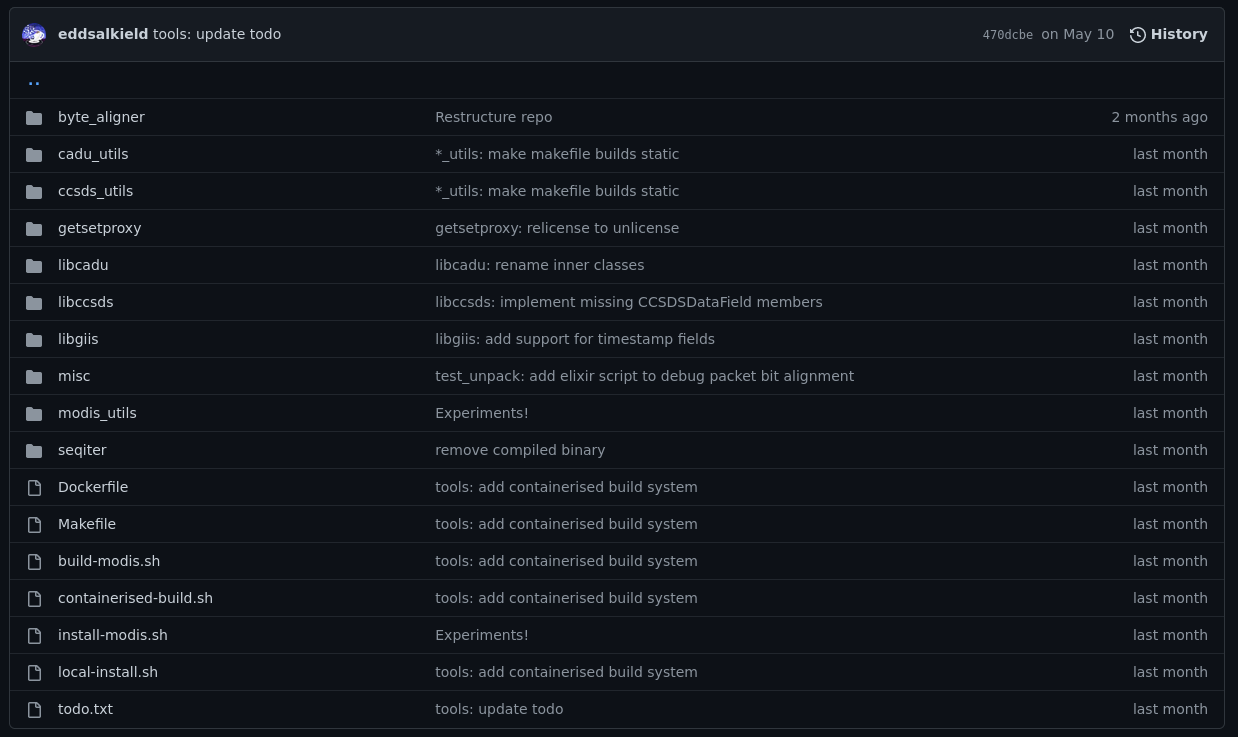 eddsalkield tools: update todo 470dcbe on May 10 History
..
byte_aligner Restructure repo 2 months ago
cadu_utils *_utils: make makefile builds static last month
ccsds_utils *_utils: make makefile builds static last month
getsetproxy getsetproxy: relicense to unlicense last month
libcadu libcadu: rename inner classes last month
libccsds libccsds: implement missing CCSDSDataField members last month
libgiis libgiis: add support for timestamp fields last month
misc test_unpack: add elixir script to debug packet bit alignment last month
modis_utils Experiments! last month
seqiter remove compiled binary last month
Dockerfile tools: add containerised build system last month
Makefile tools: add containerised build system last month
build-modis.sh tools: add containerised build system last month
containerised-build.sh tools: add containerised build system last month
install-modis.sh Experiments! last month
local-install.sh tools: add containerised build system last month
todo.txt tools: update todo last month